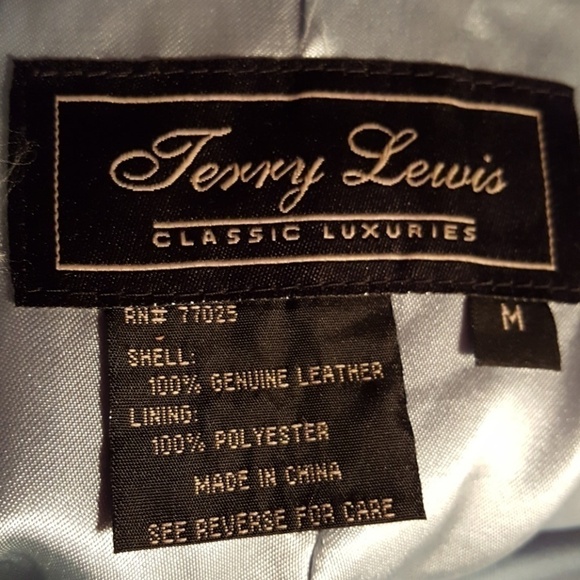 Terry Lewis
CLASSIC LUXURIES
M
RN# 77025
SHELL:
100% GENUINE LEATHER
LINING:
100% POLYESTER
MADE IN CHINA
SEE REVERSE FOR CARE